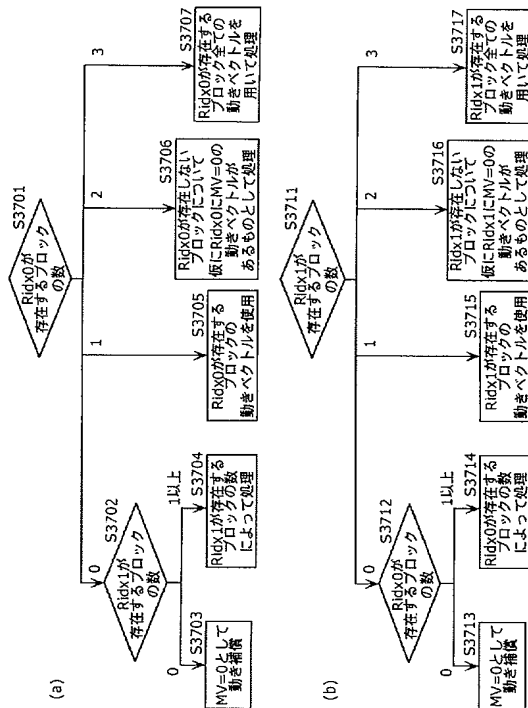 (a)
Ridx0が
存在するブロック
の数
S3701
0
1
2
3
Ridx1が
存在するブロック
の数
S3702
0
1以上
S3703
MV=0として
動き補償
S3704
Ridx1が存在する
ブロックの数
によって処理
S3705
Ridx0が存在する
ブロックの
動きベクトルを使用
S3706
Ridx0が存在しない
ブロックについて
仮にRidx0にMV=0の
動きベクトルが
あるものとして処理
S3707
Ridx0が存在する
ブロック全ての
動きベクトルを
用いて処理
(b)
Ridx1が
存在するブロック
の数
S3711
0
1
2
3
Ridx0が
存在するブロック
の数
S3712
0
1以上
S3713
MV=0として
動き補償
S3714
Ridx0が存在する
ブロックの数
によって処理
S3715
Ridx1が存在する
ブロックの
動きベクトルを使用
S3716
Ridx1が存在しない
ブロックについて
仮にRidx1にMV=0の
動きベクトルが
あるものとして処理
S3717
Ridx1が存在する
ブロック全ての
動きベクトルを
用いて処理